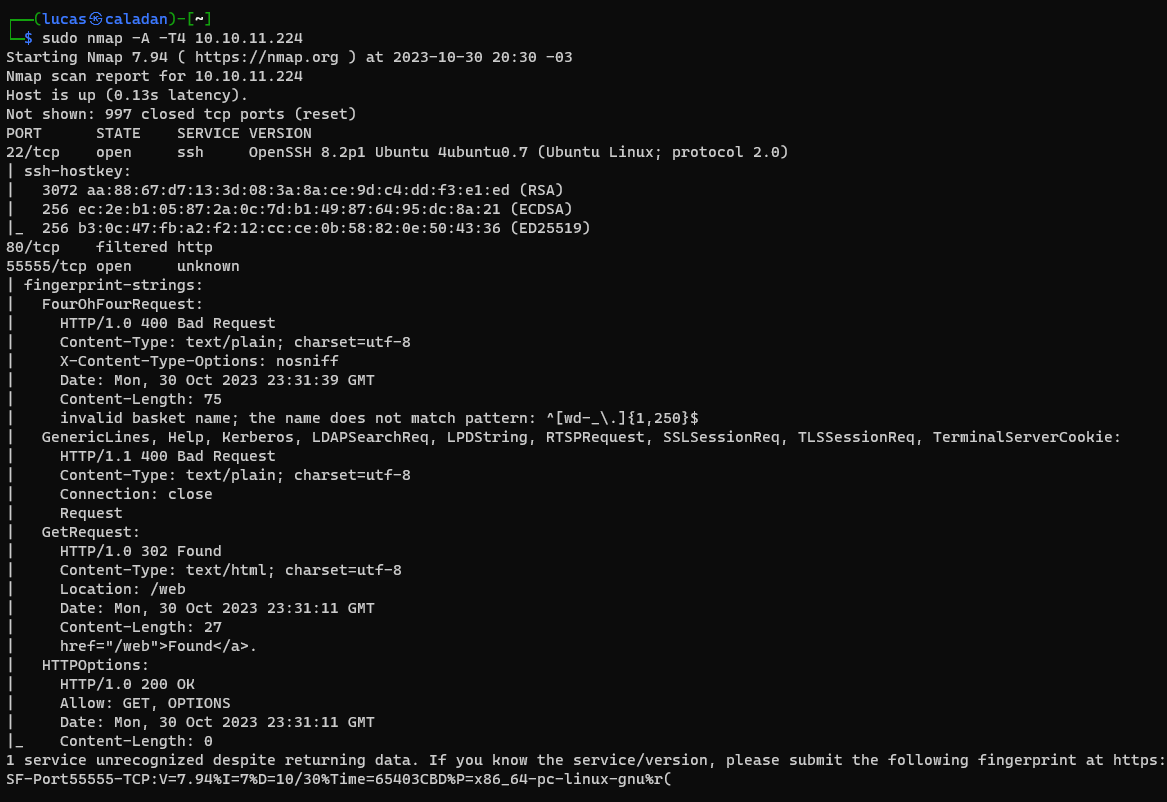 ┌──(lucas㉿caladan)-[~]
└─$ sudo nmap -A -T4 10.10.11.224
Starting Nmap 7.94 ( https://nmap.org ) at 2023-10-30 20:30 -03
Nmap scan report for 10.10.11.224
Host is up (0.13s latency).
Not shown: 997 closed tcp ports (reset)
PORT      STATE    SERVICE VERSION
22/tcp    open     ssh     OpenSSH 8.2p1 Ubuntu 4ubuntu0.7 (Ubuntu Linux; protocol 2.0)
| ssh-hostkey:
|   3072 aa:88:67:d7:13:3d:08:3a:8a:ce:9d:c4:dd:f3:e1:ed (RSA)
|   256 ec:2e:b1:05:87:2a:0c:7d:b1:49:87:64:95:dc:8a:21 (ECDSA)
|_  256 b3:0c:47:fb:a2:f2:12:cc:ce:0b:58:82:0e:50:43:36 (ED25519)
80/tcp    filtered http
55555/tcp open     unknown
| fingerprint-strings:
|   FourOhFourRequest:
|     HTTP/1.0 400 Bad Request
|     Content-Type: text/plain; charset=utf-8
|     X-Content-Type-Options: nosniff
|     Date: Mon, 30 Oct 2023 23:31:39 GMT
|     Content-Length: 75
|     invalid basket name; the name does not match pattern: ^[wd-_\.]{1,250}$
|   GenericLines, Help, Kerberos, LDAPSearchReq, LPDString, RTSPRequest, SSLSessionReq, TLSSessionReq, TerminalServerCookie:
|     HTTP/1.1 400 Bad Request
|     Content-Type: text/plain; charset=utf-8
|     Connection: close
|     Request
|   GetRequest:
|     HTTP/1.0 302 Found
|     Content-Type: text/html; charset=utf-8
|     Location: /web
|     Date: Mon, 30 Oct 2023 23:31:11 GMT
|     Content-Length: 27
|     href="/web">Found</a>.
|   HTTPOptions:
|     HTTP/1.0 200 OK
|     Allow: GET, OPTIONS
|     Date: Mon, 30 Oct 2023 23:31:11 GMT
|_    Content-Length: 0
1 service unrecognized despite returning data. If you know the service/version, please submit the following fingerprint at https:
SF-Port55555-TCP:V=7.94%I=7%D=10/30%Time=65403CBD%P=x86_64-pc-linux-gnu%r(